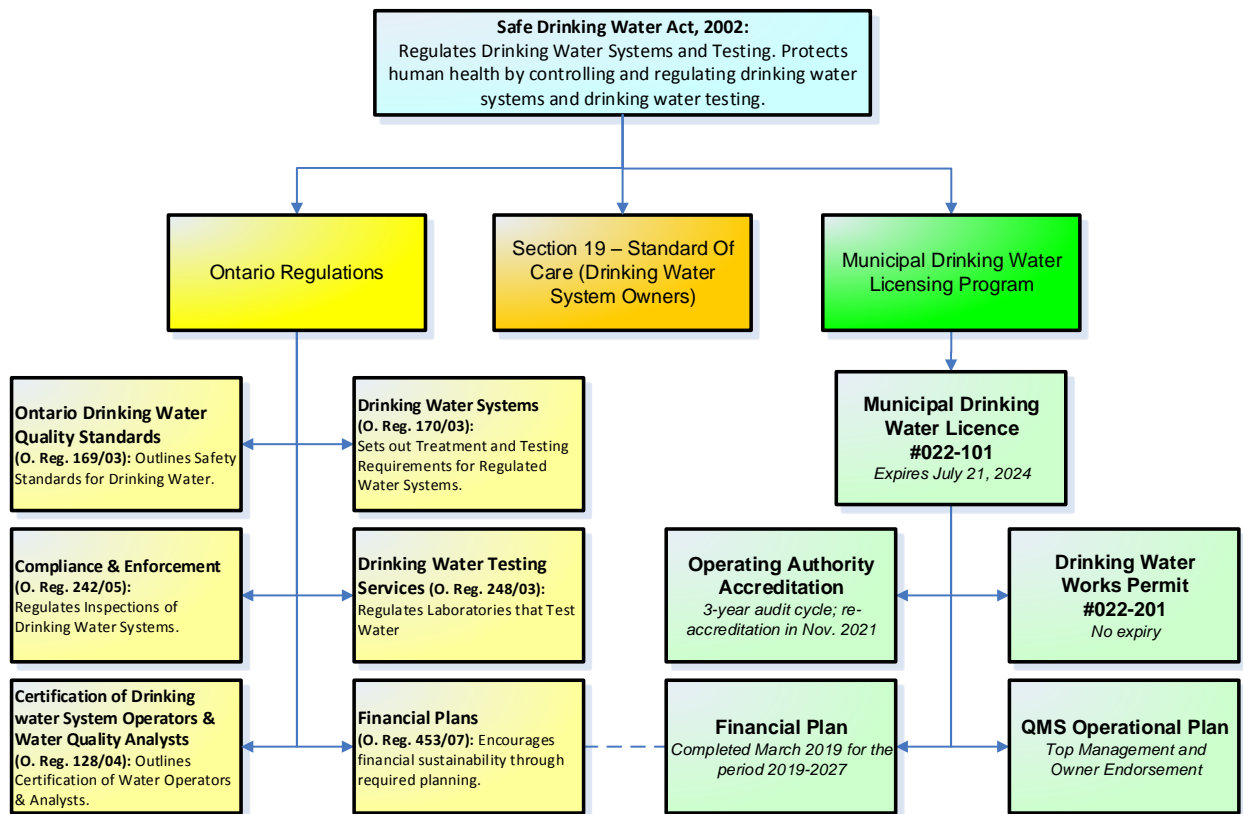 Safe Drinking Water Act, 2002:
Regulates Drinking Water Systems and Testing. Protects
human health by controlling and regulating drinking water
systems and drinking water testing.
Ontario Regulations
Section 19 – Standard Of
Care (Drinking Water
System Owners)
Municipal Drinking Water
Licensing Program
Ontario Drinking Water
Quality Standards
(O. Reg. 169/03): Outlines Safety
Standards for Drinking Water.
Drinking Water Systems
(O. Reg. 170/03):
Sets out Treatment and Testing
Requirements for Regulated
Water Systems.
Municipal Drinking
Water Licence
#022-101
Expires July 21, 2024
Compliance & Enforcement
(O. Reg. 242/05):
Regulates Inspections of
Drinking Water Systems.
Drinking Water Testing
Services (O. Reg. 248/03):
Regulates Laboratories that Test
Water
Operating Authority
Accreditation
3-year audit cycle; re-
accreditation in Nov. 2021
Drinking Water
Works Permit
#022-201
No expiry
Certification of Drinking
water System Operators &
Water Quality Analysts
(O. Reg. 128/04): Outlines
Certification of Water Operators
& Analysts.
Financial Plans
(O. Reg. 453/07): Encourages
financial sustainability through
required planning.
Financial Plan
Completed March 2019 for the
period 2019-2027
QMS Operational Plan
Top Management and
Owner Endorsement